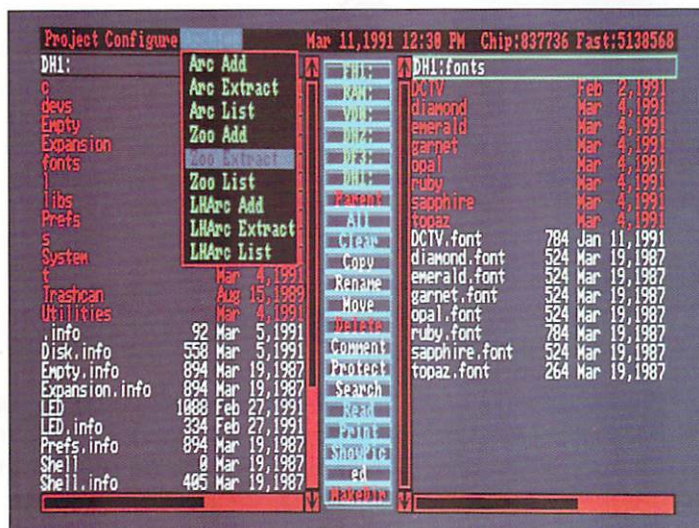 Project Configure Archive Mar 11,1991 12:30 PM Chip:837736 Fast:5138568
DH1:
c
devs
Empty
Expansion
fonts
l
libs
Prefs
s
System
t Mar 4,1991
Trashcan Aug 15,1989
Utilities Mar 4,1991
.info 92 Mar 5,1991
Disk.info 558 Mar 5,1991
Empty.info 894 Mar 19,1987
Expansion.info 894 Mar 19,1987
LED 1088 Feb 27,1991
LED.info 334 Feb 27,1991
Prefs.info 894 Mar 19,1987
Shell 0 Mar 19,1987
Shell.info 405 Mar 19,1987
Arc Add
Arc Extract
Arc List
Zoo Add
Zoo Extract
Zoo List
LHArc Add
LHArc Extract
LHArc List
RAM:
VD0:
DH2:
DF3:
DH1:
Parent
All
Clear
Copy
Rename
Move
Delete
Comment
Protect
Search
Read
Print
ShowPic
ed
MakeDir
DH1:fonts
DCTV Feb 2,1991
diamond Mar 4,1991
emerald Mar 4,1991
garnet Mar 4,1991
opal Mar 4,1991
ruby Mar 4,1991
sapphire Mar 4,1991
topaz Mar 4,1991
DCTV.font 784 Jan 11,1991
diamond.font 524 Mar 19,1987
emerald.font 524 Mar 19,1987
garnet.font 524 Mar 19,1987
opal.font 524 Mar 19,1987
ruby.font 784 Mar 19,1987
sapphire.font 524 Mar 19,1987
topaz.font 264 Mar 19,1987